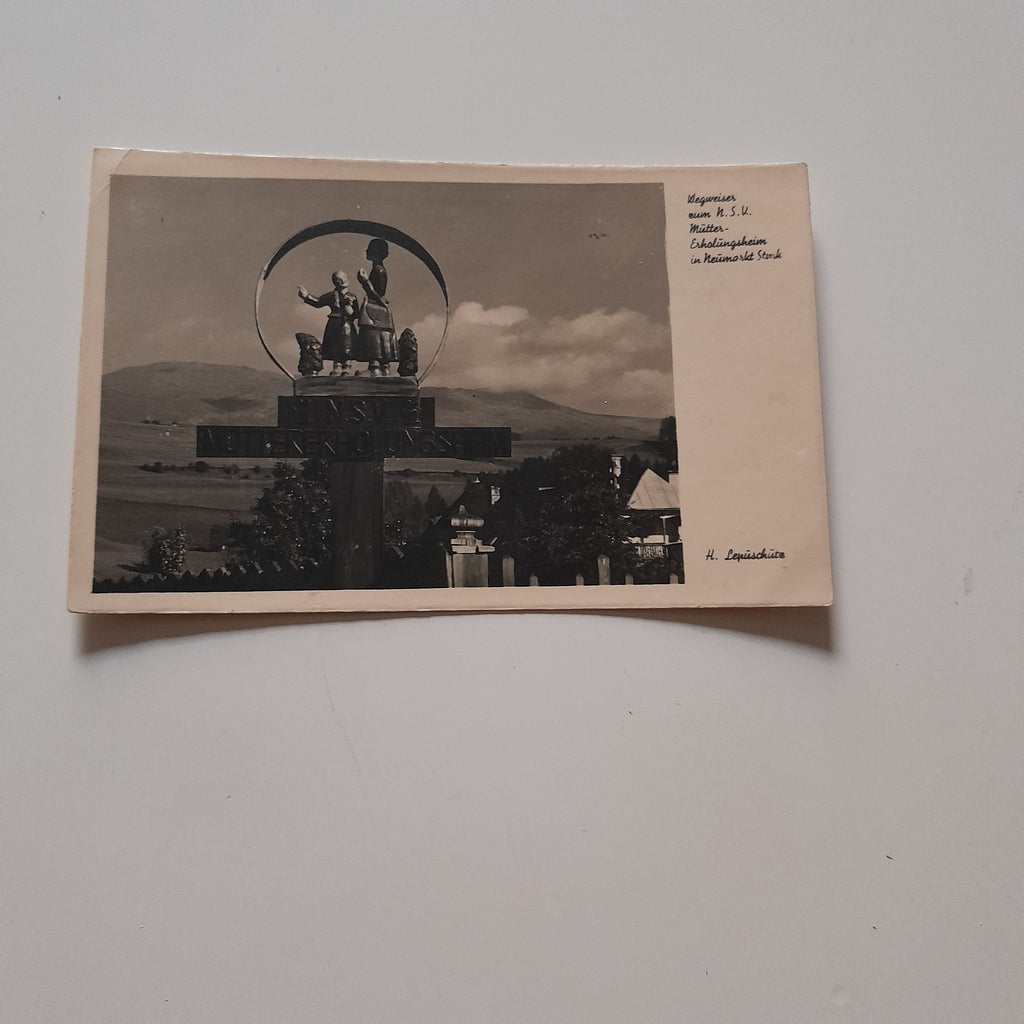 Wegweiser
zum N.S.V.
Mütter-
Erholungsheim
in Neumarkt Stmk
MÜTTERERHOLUNGSHEIM
H. Lepuschütz